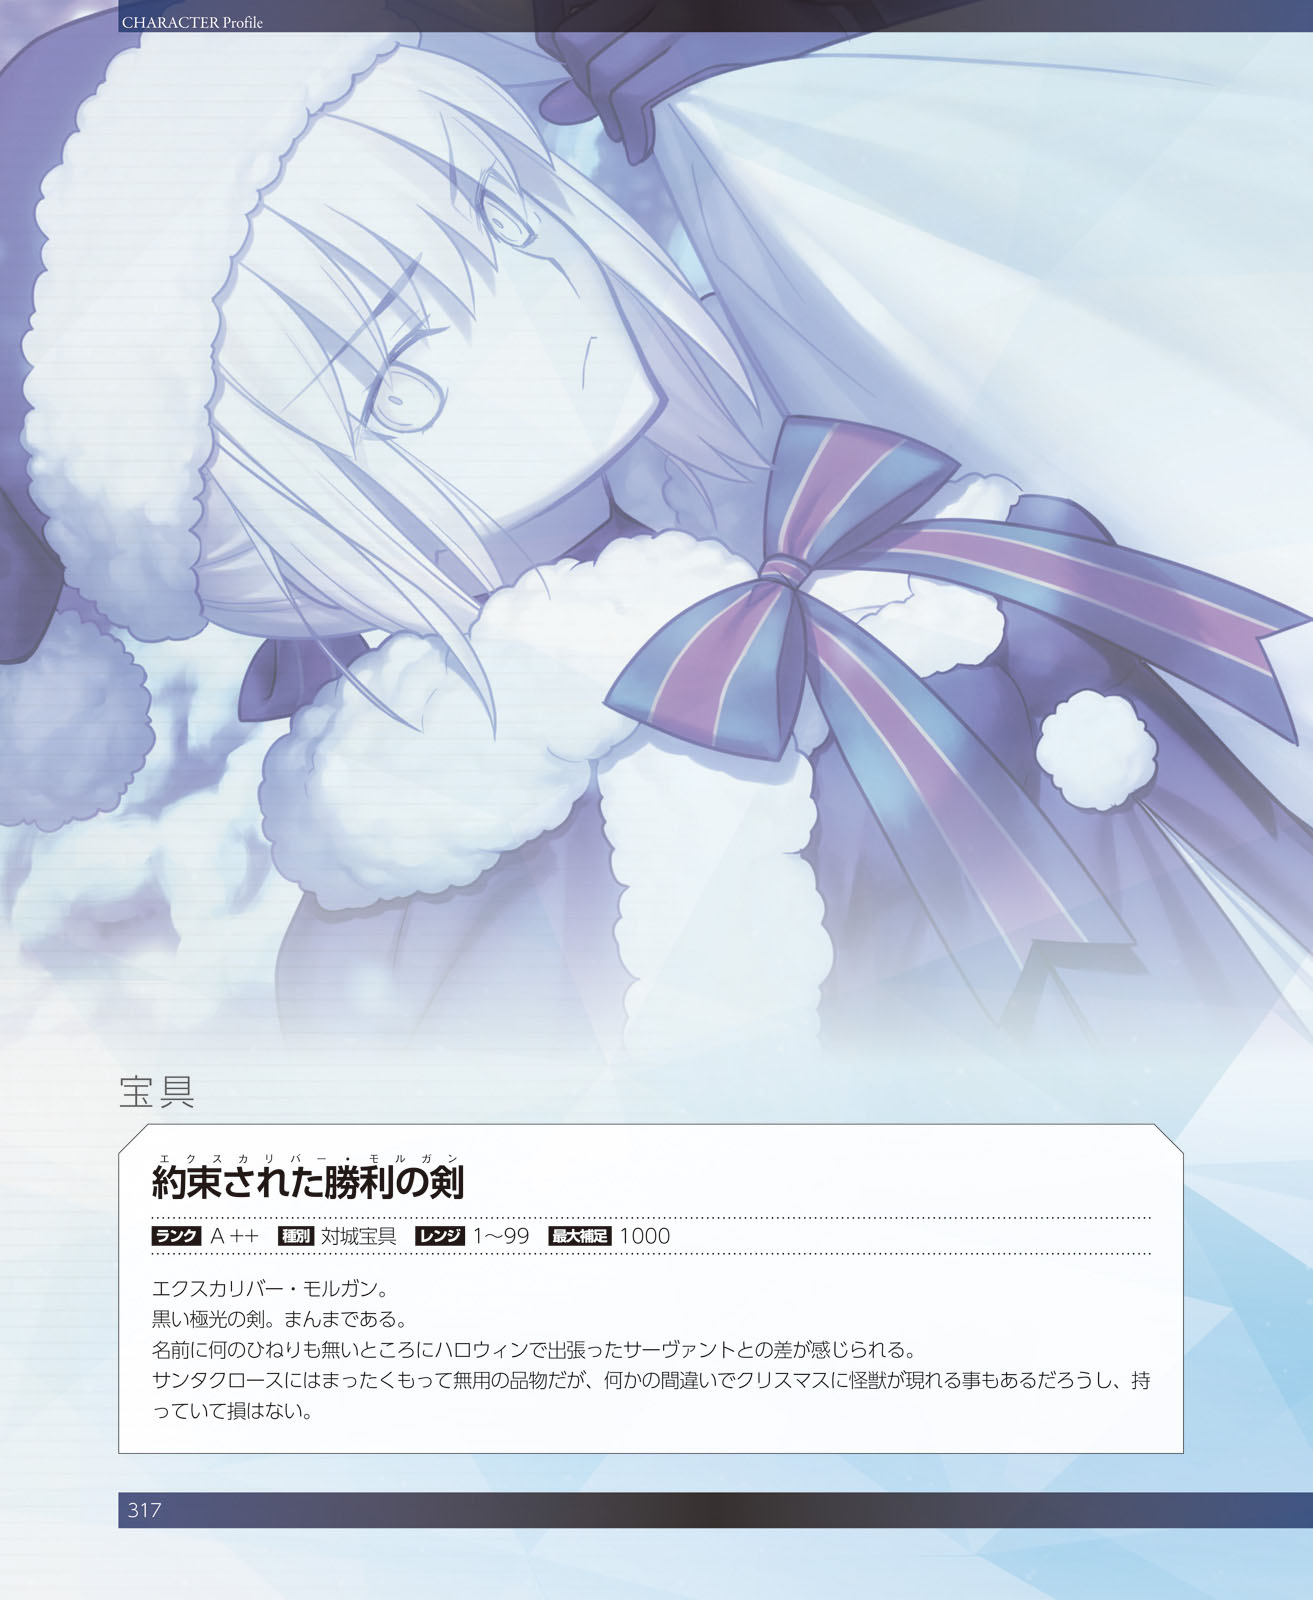 CHARACTER Profile
宝具
エクスカリバー・モルガン
約束された勝利の剣
ランク A ++ 種別 対城宝具 レンジ 1〜99 最大補足 1000
エクスカリバー・モルガン。
黒い極光の剣。まんまである。
名前に何のひねりも無いところにハロウィンで出張ったサーヴァントとの差が感じられる。
サンタクロースにはまったくもって無用の品物だが、何かの間違いでクリスマスに怪獣が現れる事もあるだろうし、持
っていて損はない。
317